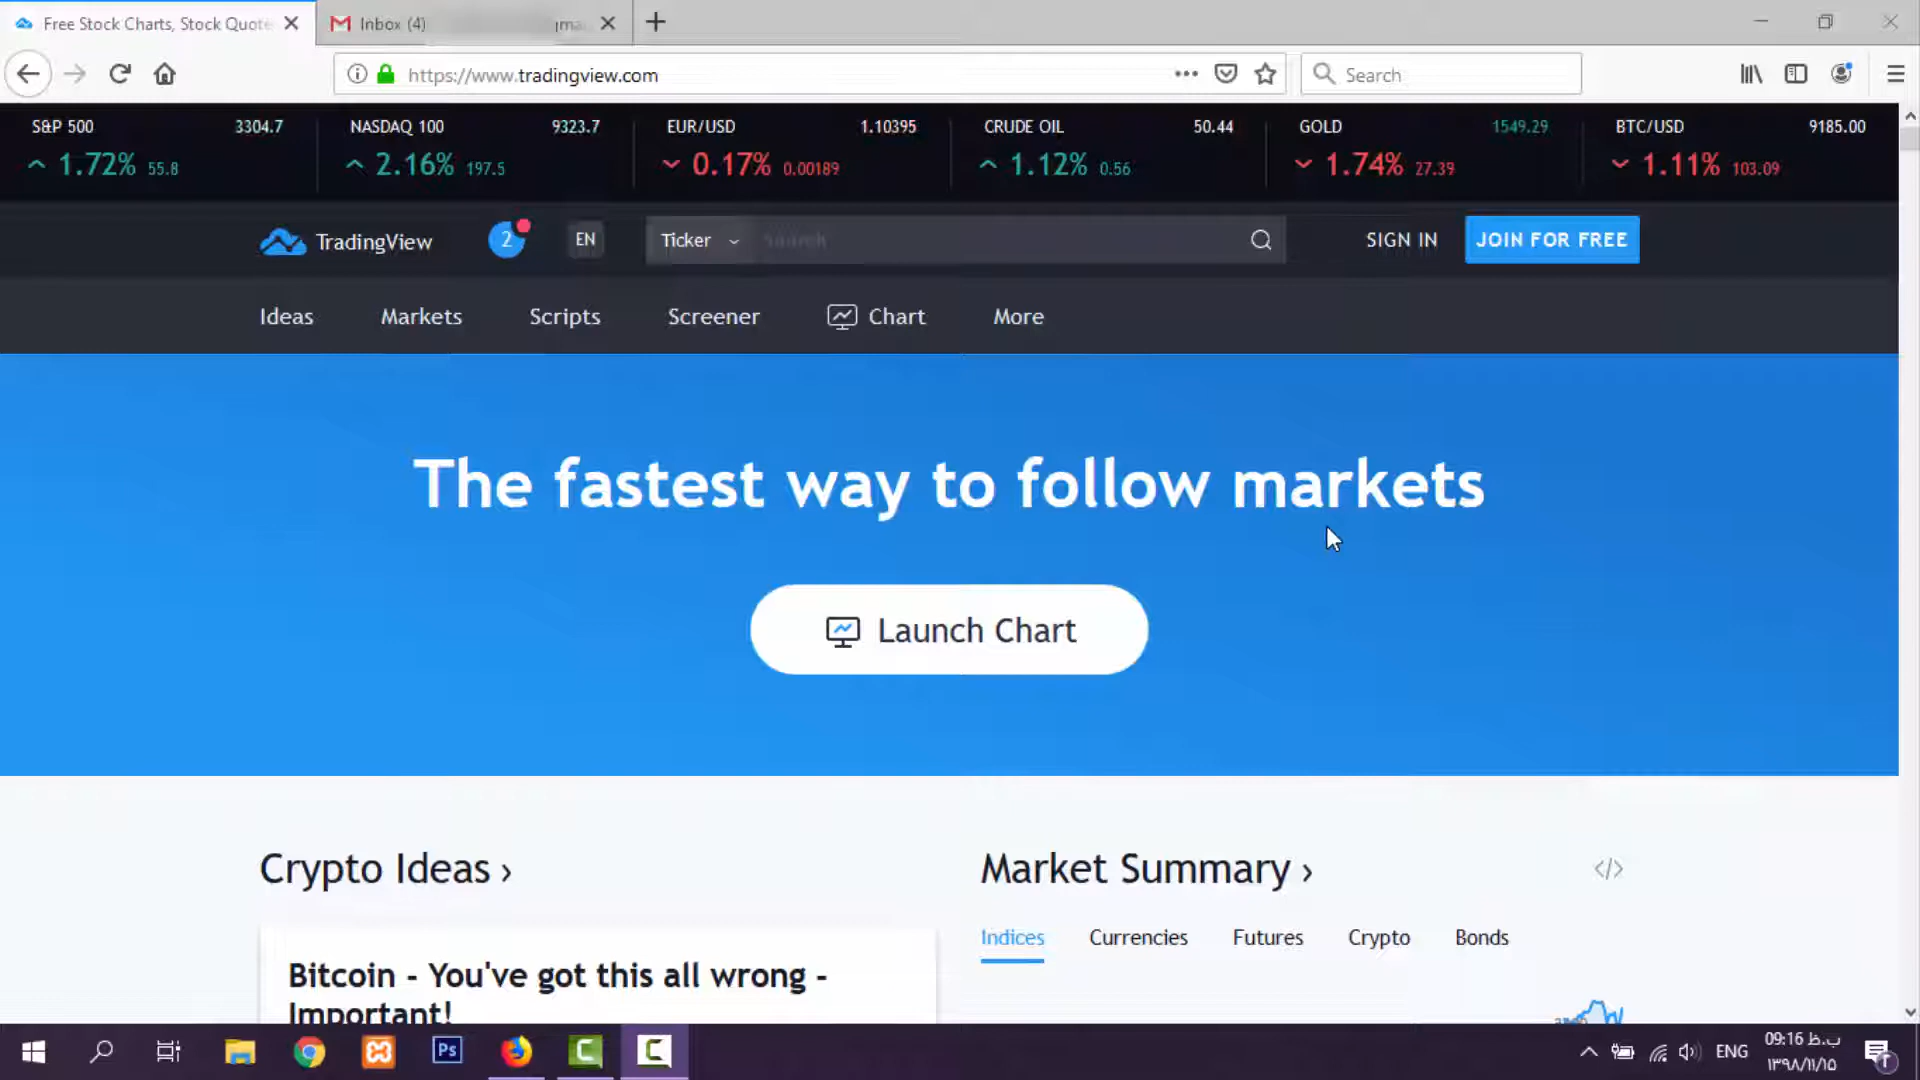 Free Stock Charts, Stock Quote
Inbox (4)
https://www.tradingview.com
Search
S&P 500 3304.7
1.72% 55.8
NASDAQ 100 9323.7
2.16% 197.5
EUR/USD 1.10395
0.17% 0.00189
CRUDE OIL 50.44
1.12% 0.56
GOLD 1549.29
1.74% 27.39
BTC/USD 9185.00
1.11% 103.09
TradingView 2 EN Ticker Search SIGN IN JOIN FOR FREE
Ideas Markets Scripts Screener Chart More
The fastest way to follow markets
Launch Chart
Crypto Ideas ›
Market Summary ›
</>
Indices Currencies Futures Crypto Bonds
Bitcoin - You've got this all wrong -
Important!
Ps
ENG
09:16 ب.ظ
۱۳۹۸/۱۱/۱۵